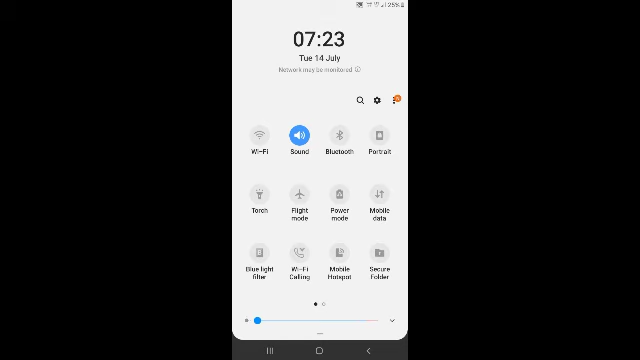 25%
07:23
Tue 14 July
Network may be monitored
Wi-Fi
Sound
Bluetooth
Portrait
Torch
Flight
mode
Power
mode
Mobile
data
Blue light
filter
Wi-Fi
Calling
Mobile
Hotspot
Secure
Folder